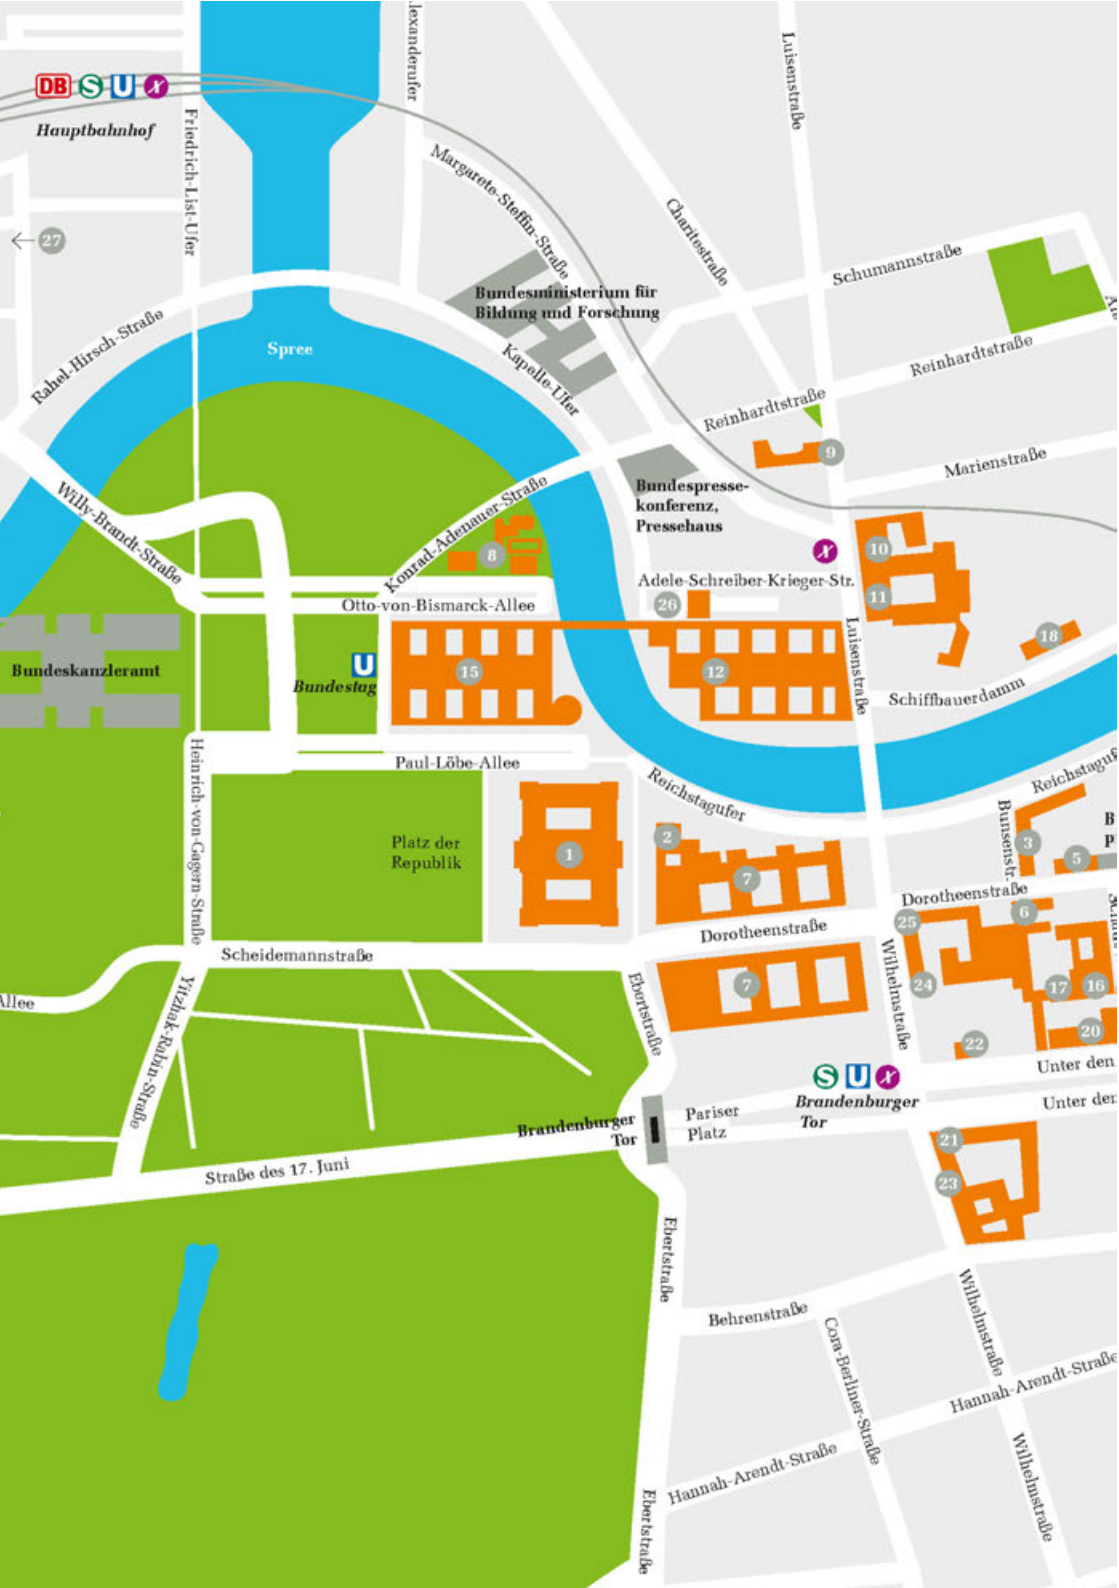 Alexanderufer
Luisenstraße
DB S U X
Hauptbahnhof
Friedrich-List-Ufer
Margarete-Steffin-Straße
Charitéstraße
27
Schumannstraße
Bundesministerium für
Bildung und Forschung
Rahel-Hirsch-Straße
Spree
Kapelle-Ufer
Reinhardtstraße
Reinhardtstraße
9
Marienstraße
Bundespresse-
konferenz,
Pressehaus
Willy-Brandt-Straße
Konrad-Adenauer-Straße
8
X
10
Adele-Schreiber-Krieger-Str.
11
26
Otto-von-Bismarck-Allee
Luisenstraße
18
Bundeskanzleramt
U
Bundestag
15
12
Schiffbauerdamm
Heinrich-von-Gagern-Straße
Paul-Löbe-Allee
Reichstagufer
Reichstagufer
Bunsenstr.
Platz der
Republik
1
2
7
3
5
B
P
Dorotheenstraße
6
25
Dorotheenstraße
Scheidemannstraße
Wilhelmstraße
24
17
16
7
Ebertstraße
Allee
Yitzhak-Rabin-Straße
20
22
Unter den
S U X
Brandenburger
Tor
Unter den
Pariser
Platz
Brandenburger
Tor
21
Straße des 17. Juni
23
Ebertstraße
Behrenstraße
Wilhelmstraße
Cora-Berliner-Straße
Hannah-Arendt-Straße
Hannah-Arendt-Straße
Wilhelmstraße
Ebertstraße